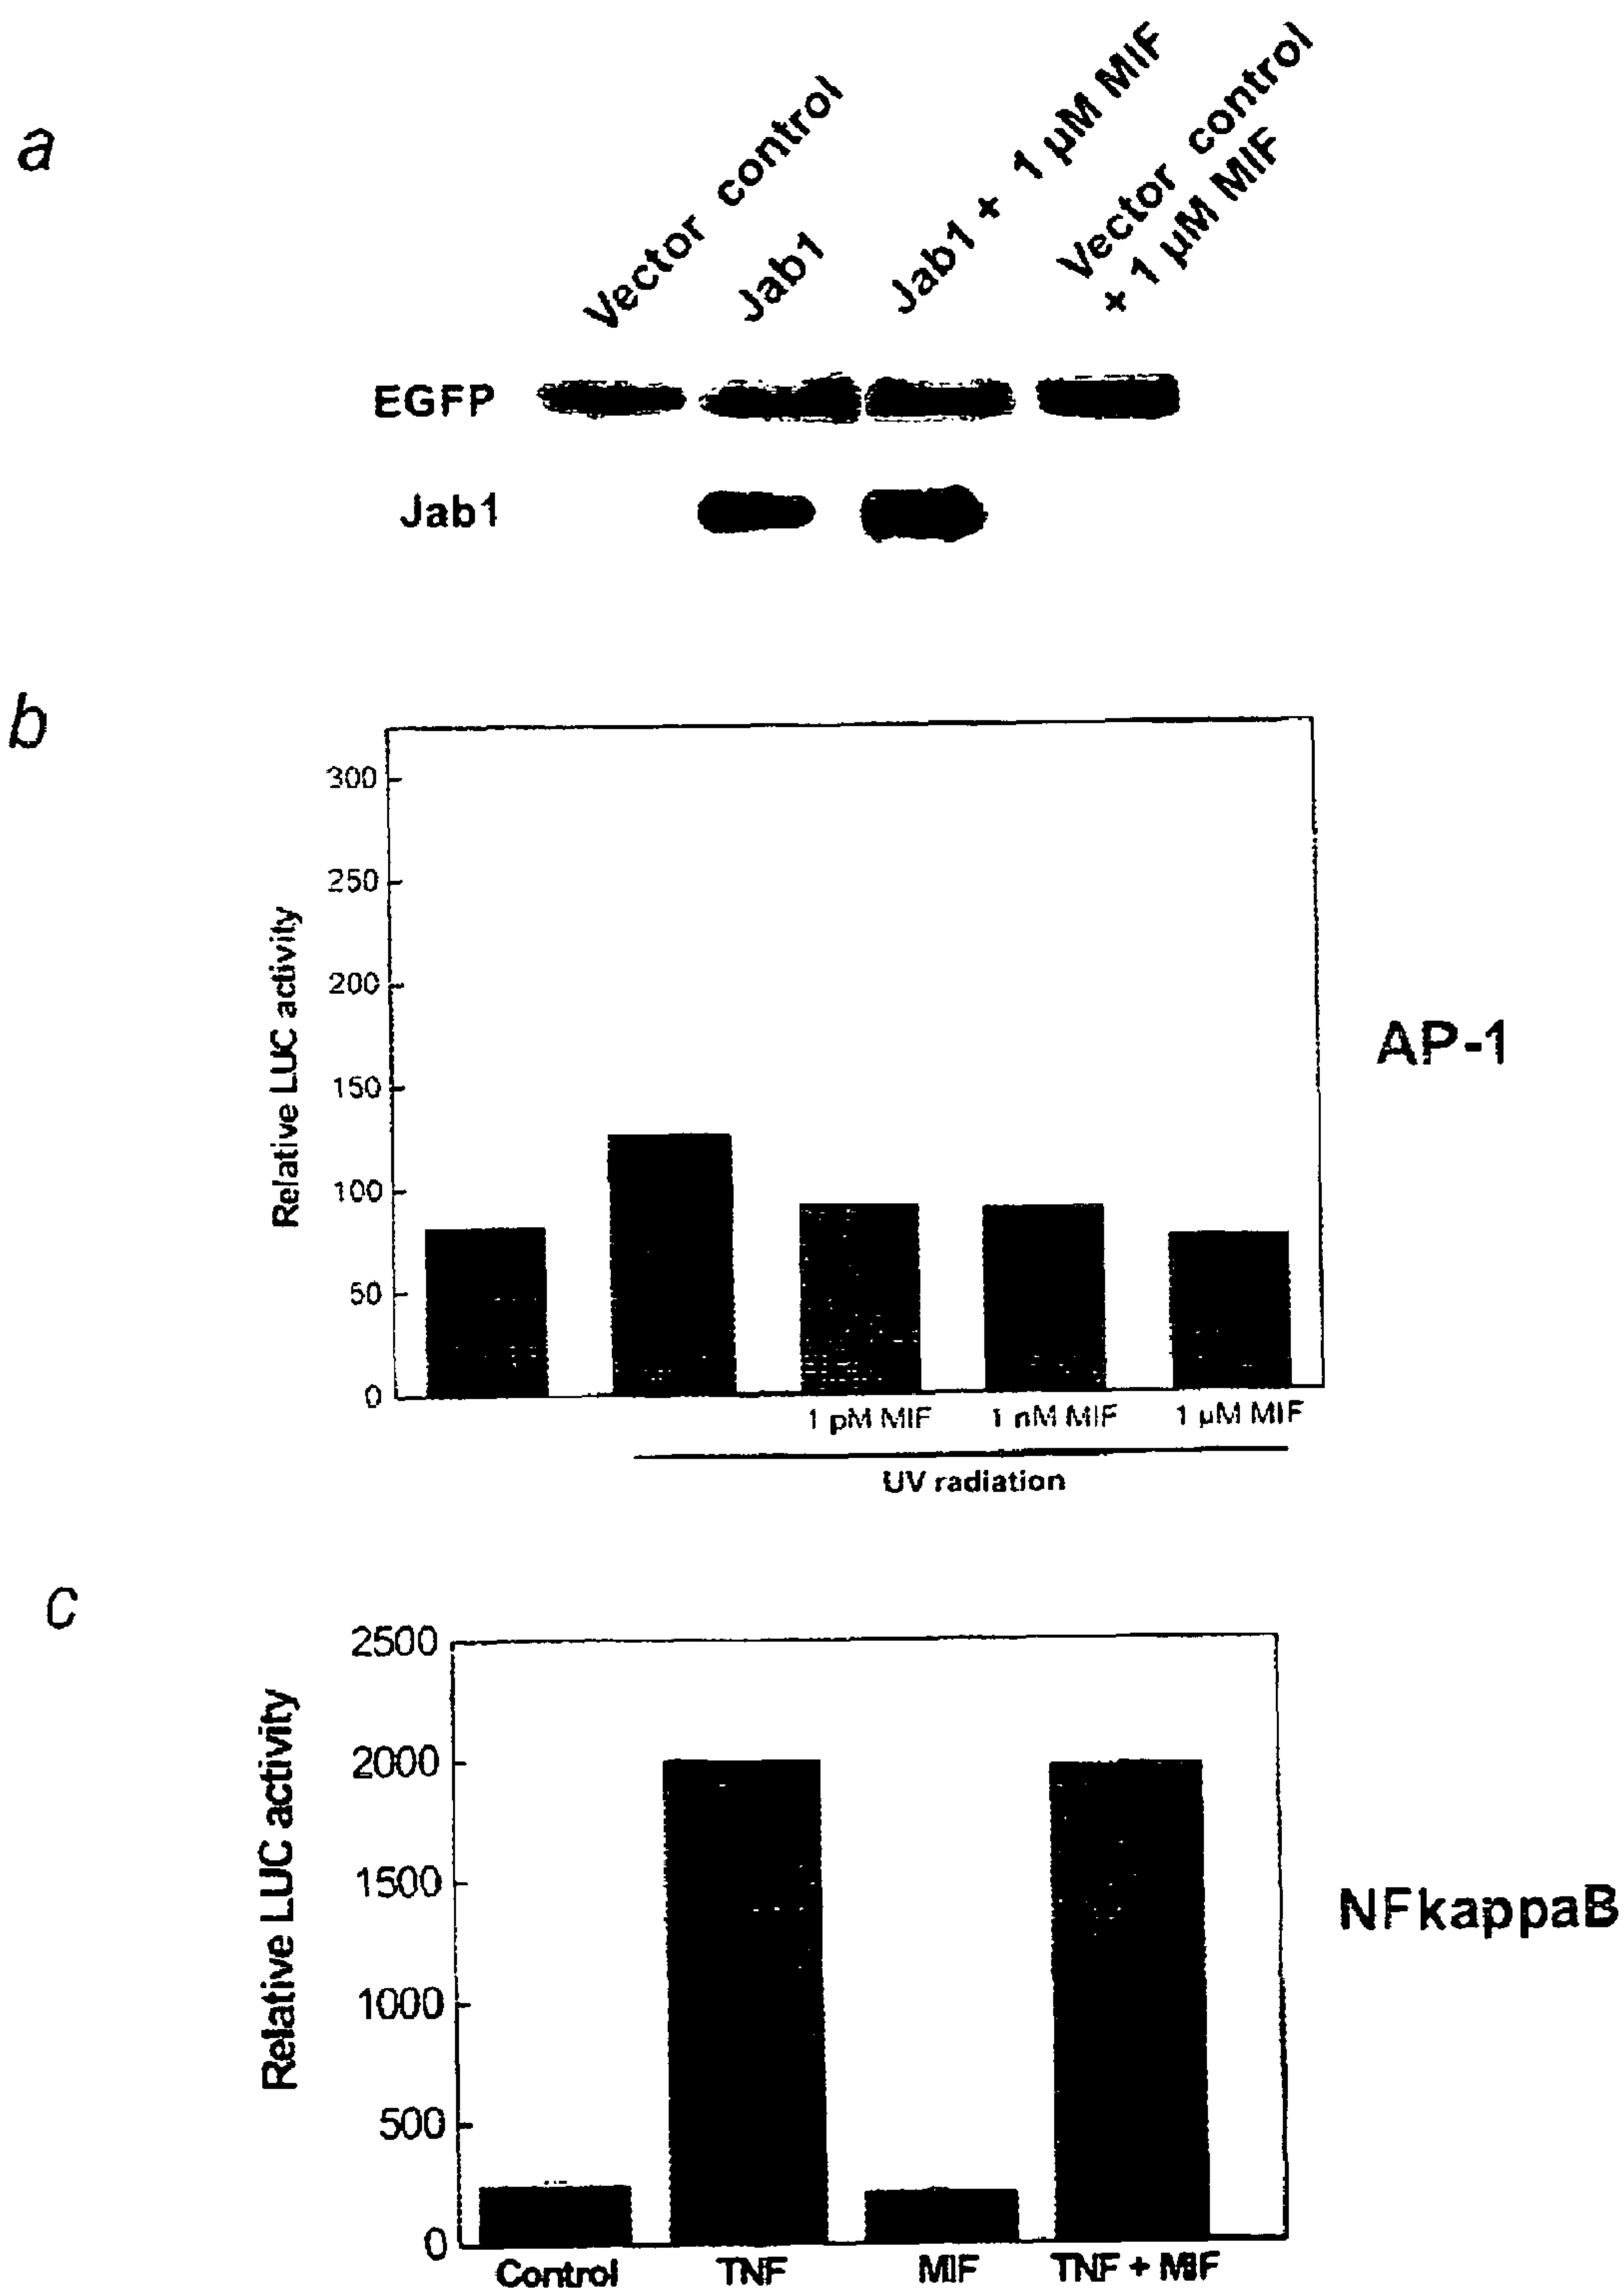 a
Vector control
Jab1
Jab1 + 1 µM MIF
Vector control
+ 1 µM MIF
EGFP
Jab1
b
300
250
200
150
100
50
0
Relative LUC activity
AP-1
1 pM MIF
1 nM MIF
1 µM MIF
UV radiation
c
2500
2000
1500
1000
500
0
Relative LUC activity
NFkappaB
Control
TNF
MIF
TNF + MIF